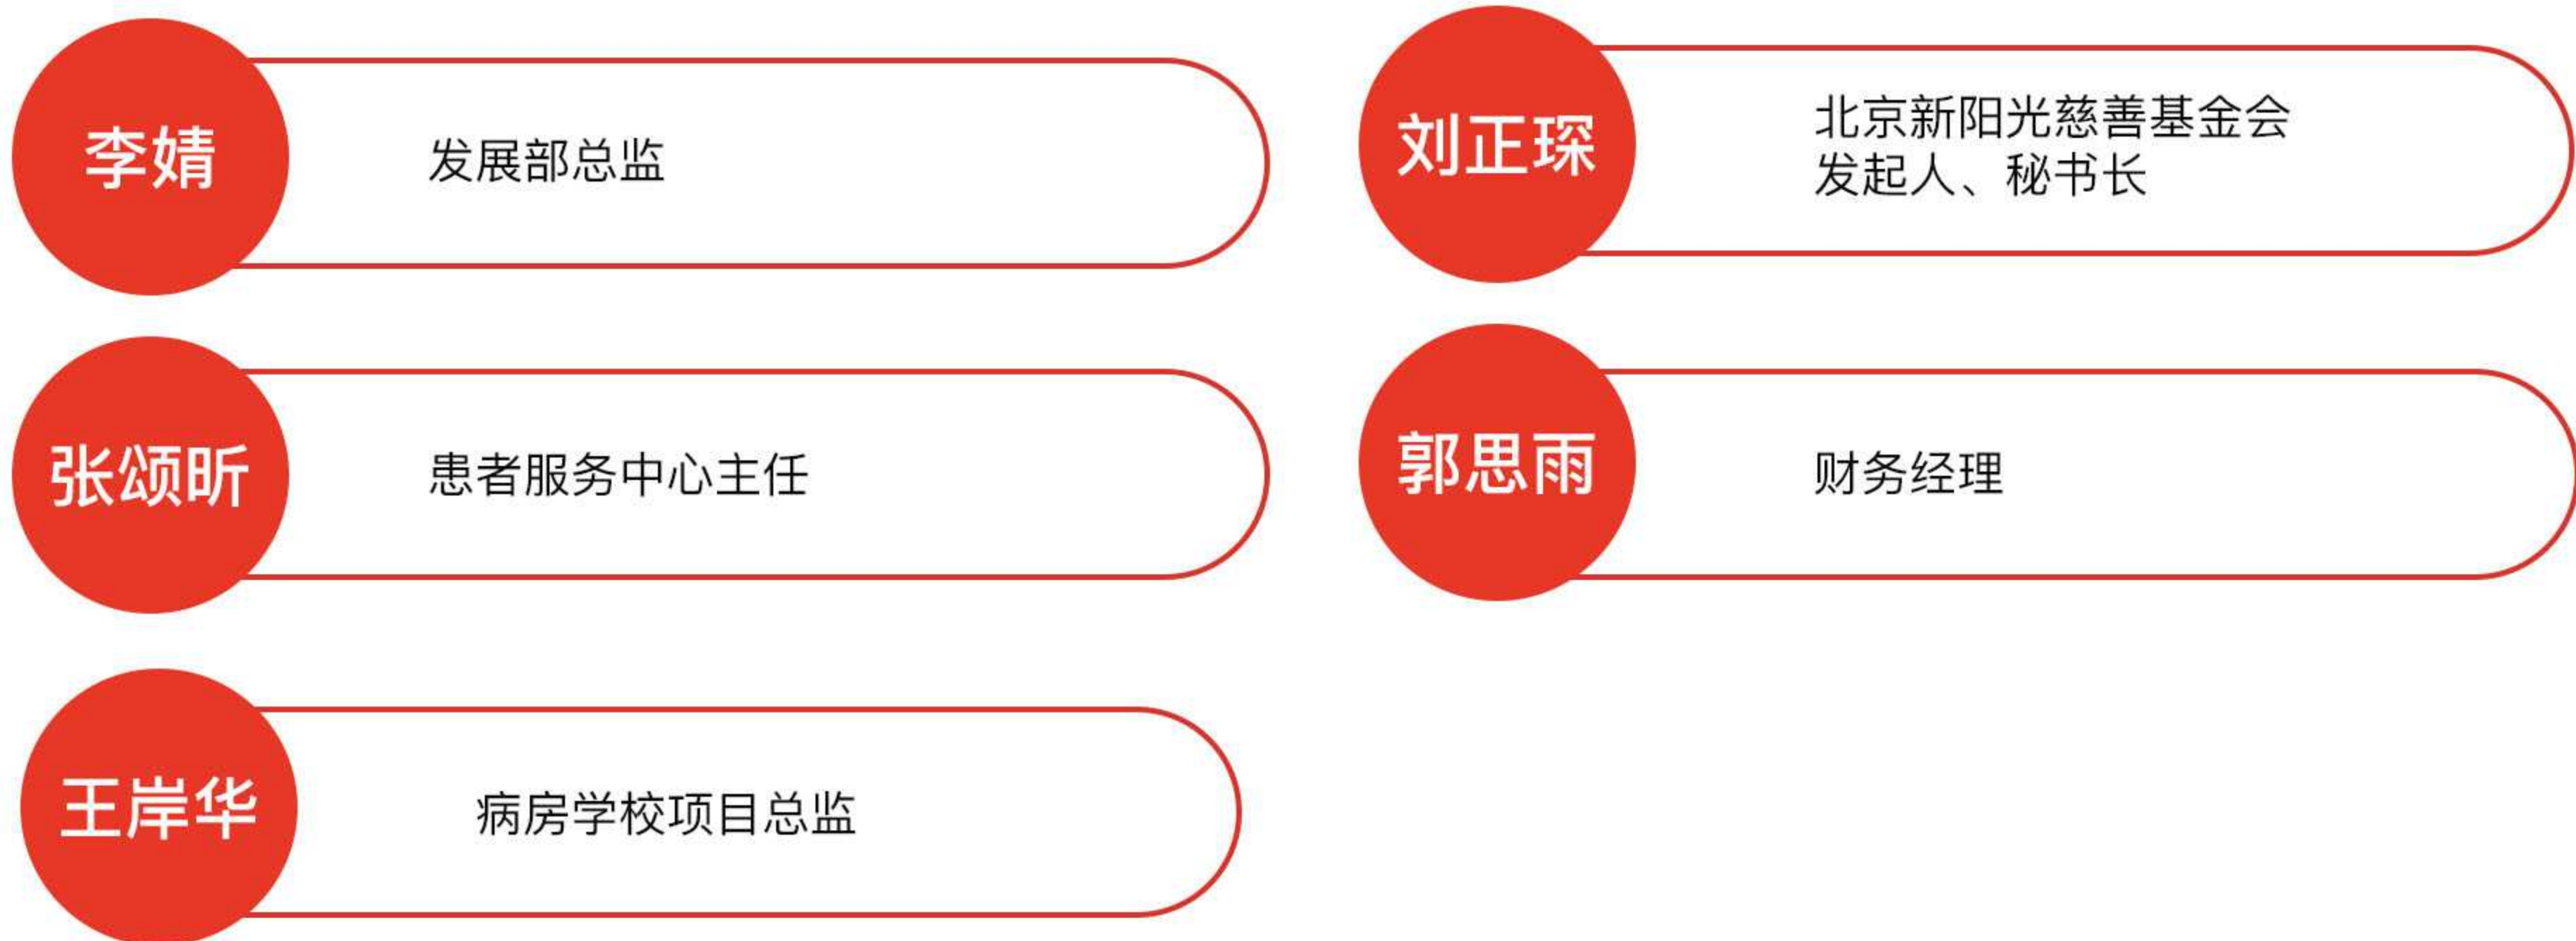 李婧
发展部总监
刘正琛
北京新阳光慈善基金会
发起人、秘书长
张颂昕
患者服务中心主任
郭思雨
财务经理
王岸华
病房学校项目总监